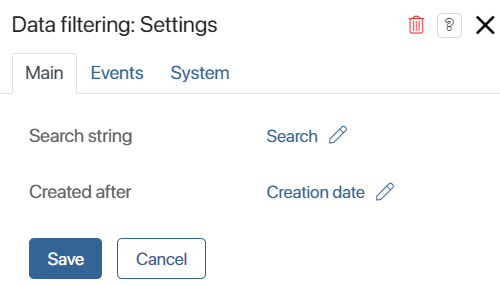 Data filtering: Settings
?
Main Events System
Search string Search
Created after Creation date
Save Cancel